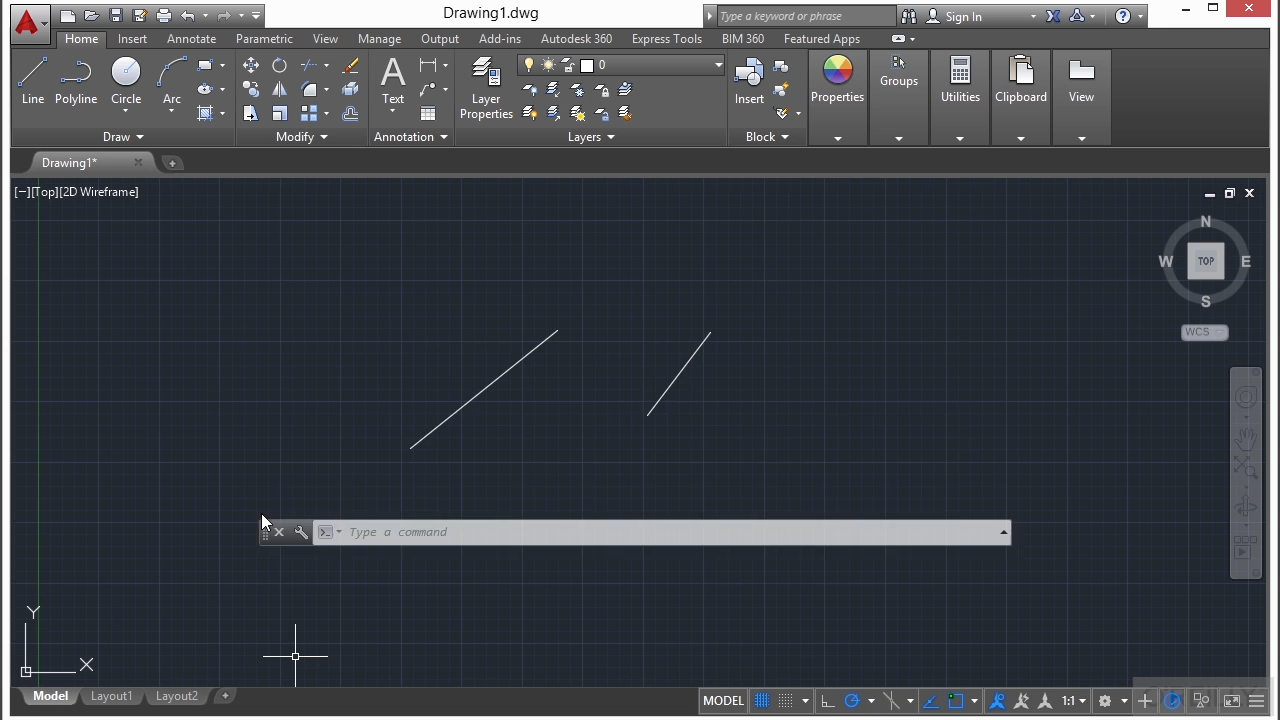 Drawing1.dwg
Type a keyword or phrase
Sign In
Home Insert Annotate Parametric View Manage Output Add-ins Autodesk 360 Express Tools BIM 360 Featured Apps
Line Polyline Circle Arc
Text
Layer Properties
0
Insert
Properties
Groups
Utilities
Clipboard
View
Draw Modify Annotation Layers Block
Drawing1*
[−][Top][2D Wireframe]
N
W TOP E
S
WCS
Type a command
Y
X
Model Layout1 Layout2
MODEL 1:1